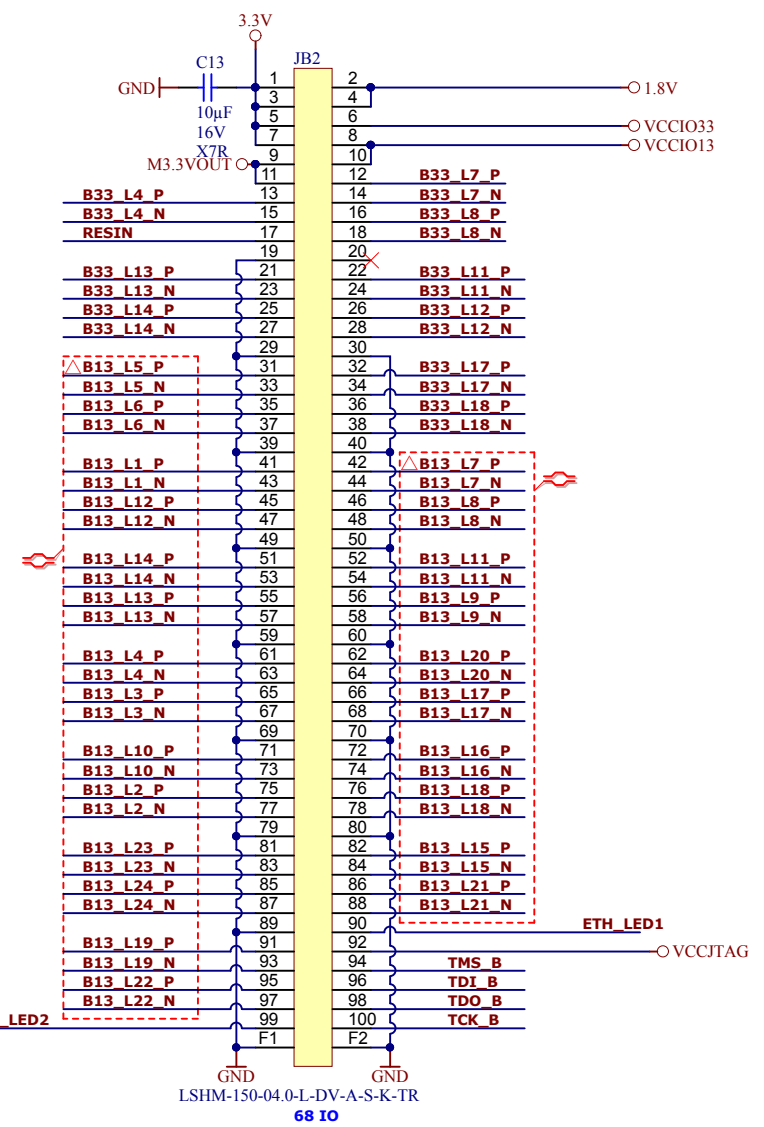 3.3V
C13 JB2
GND 1 2 1.8V
3 4
10µF 5 6 VCCIO33
16V 7 8 VCCIO13
X7R
M3.3VOUT 9 10
11 12 B33_L7_P
B33_L4_P 13 14 B33_L7_N
B33_L4_N 15 16 B33_L8_P
RESIN 17 18 B33_L8_N
19 20
B33_L13_P 21 22 B33_L11_P
B33_L13_N 23 24 B33_L11_N
B33_L14_P 25 26 B33_L12_P
B33_L14_N 27 28 B33_L12_N
29 30
B13_L5_P 31 32 B33_L17_P
B13_L5_N 33 34 B33_L17_N
B13_L6_P 35 36 B33_L18_P
B13_L6_N 37 38 B33_L18_N
39 40
B13_L1_P 41 42 B13_L7_P
B13_L1_N 43 44 B13_L7_N
B13_L12_P 45 46 B13_L8_P
B13_L12_N 47 48 B13_L8_N
49 50
B13_L14_P 51 52 B13_L11_P
B13_L14_N 53 54 B13_L11_N
B13_L13_P 55 56 B13_L9_P
B13_L13_N 57 58 B13_L9_N
59 60
B13_L4_P 61 62 B13_L20_P
B13_L4_N 63 64 B13_L20_N
B13_L3_P 65 66 B13_L17_P
B13_L3_N 67 68 B13_L17_N
69 70
B13_L10_P 71 72 B13_L16_P
B13_L10_N 73 74 B13_L16_N
B13_L2_P 75 76 B13_L18_P
B13_L2_N 77 78 B13_L18_N
79 80
B13_L23_P 81 82 B13_L15_P
B13_L23_N 83 84 B13_L15_N
B13_L24_P 85 86 B13_L21_P
B13_L24_N 87 88 B13_L21_N
89 90 ETH_LED1
B13_L19_P 91 92 VCCJTAG
B13_L19_N 93 94 TMS_B
B13_L22_P 95 96 TDI_B
B13_L22_N 97 98 TDO_B
_LED2 99 100 TCK_B
F1 F2
GND GND
LSHM-150-04.0-L-DV-A-S-K-TR
68 IO